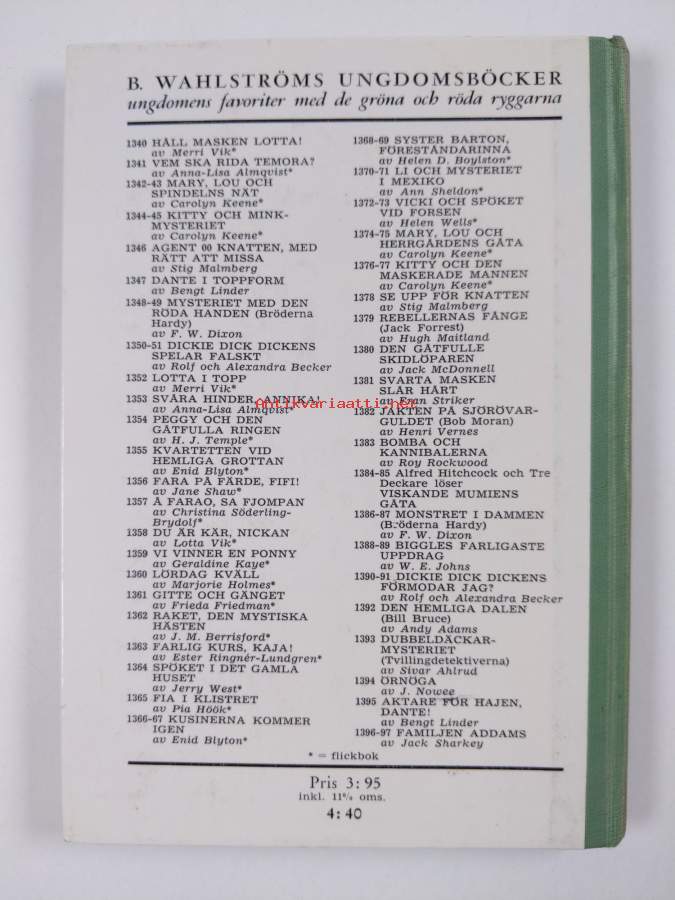 B. WAHLSTRÖMS UNGDOMSBÖCKER
ungdomens favoriter med de gröna och röda ryggarna
1340 HÅLL MASKEN LOTTA!
av Merri Vik*
1341 VEM SKA RIDA TEMORA?
av Anna-Lisa Almqvist*
1342-43 MARY, LOU OCH
SPINDELNS NÄT
av Carolyn Keene*
1344-45 KITTY OCH MINK-
MYSTERIET
av Carolyn Keene*
1346 AGENT 00 KNATTEN, MED
RÄTT ATT MISSA
av Stig Malmberg
1347 DANTE I TOPPFORM
av Bengt Linder
1348-49 MYSTERIET MED DEN
RÖDA HANDEN (Bröderna
Hardy)
av F. W. Dixon
1350-51 DICKIE DICK DICKENS
SPELAR FALSKT
av Rolf och Alexandra Becker
1352 LOTTA I TOPP
av Merri Vik*
1353 SVÅRA HINDER, ANNIKA!
av Anna-Lisa Almqvist*
1354 PEGGY OCH DEN
GÅTFULLA RINGEN
av H. J. Temple*
1355 KVARTETTEN VID
HEMLIGA GROTTAN
av Enid Blyton*
1356 FARA PÅ FÄRDE, FIFI!
av Jane Shaw*
1357 Å FARAO, SA FJOMPAN
av Christina Söderling-
Brydolf*
1358 DU ÄR KÄR, NICKAN
av Lotta Vik*
1359 VI VINNER EN PONNY
av Geraldine Kaye*
1360 LÖRDAG KVÄLL
av Marjorie Holmes*
1361 GITTE OCH GÄNGET
av Frieda Friedman*
1362 RAKET, DEN MYSTISKA
HÄSTEN
av J. M. Berrisford*
1363 FARLIG KURS, KAJA!
av Ester Ringnér-Lundgren*
1364 SPÖKET I DET GAMLA
HUSET
av Jerry West*
1365 FIA I KLISTRET
av Pia Höök*
1366-67 KUSINERNA KOMMER
IGEN
av Enid Blyton*
1368-69 SYSTER BARTON,
FÖRESTÅNDARINNA
av Helen D. Boylston*
1370-71 LI OCH MYSTERIET
I MEXIKO
av Ann Sheldon*
1372-73 VICKI OCH SPÖKET
VID FORSEN
av Helen Wells*
1374-75 MARY, LOU OCH
HERRGÅRDENS GÅTA
av Carolyn Keene*
1376-77 KITTY OCH DEN
MASKERADE MANNEN
av Carolyn Keene*
1378 SE UPP FÖR KNATTEN
av Stig Malmberg
1379 REBELLERNAS FÅNGE
(Jack Forrest)
av Hugh Maitland
1380 DEN GÅTFULLE
SKIDLÖPAREN
av Jack McDonnell
1381 SVARTA MASKEN
SLÅR HÅRT
av Fran Striker
1382 JAKTEN PÅ SJÖRÖVAR-
GULDET (Bob Moran)
av Henri Vernes
1383 BOMBA OCH
KANNIBALERNA
av Roy Rockwood
1384-85 Alfred Hitchcock och Tre
Deckare löser
VISKANDE MUMIENS
GÅTA
1386-87 MONSTRET I DAMMEN
(Bröderna Hardy)
av F. W. Dixon
1388-89 BIGGLES FARLIGASTE
UPPDRAG
av W. E. Johns
1390-91 DICKIE DICK DICKENS
FÖRMODAR JAG?
av Rolf och Alexandra Becker
1392 DEN HEMLIGA DALEN
(Bill Bruce)
av Andy Adams
1393 DUBBELDÄCKAR-
MYSTERIET
(Tvillingdetektiverna)
av Sivar Ahlrud
1394 ÖRNÖGA
av J. Nowee
1395 AKTARE FÖR HAJEN,
DANTE!
av Bengt Linder
1396-97 FAMILJEN ADDAMS
av Jack Sharkey
* = flickbok
Antikvariaatti.net
Pris 3: 95
inkl. 11% oms.
4: 40